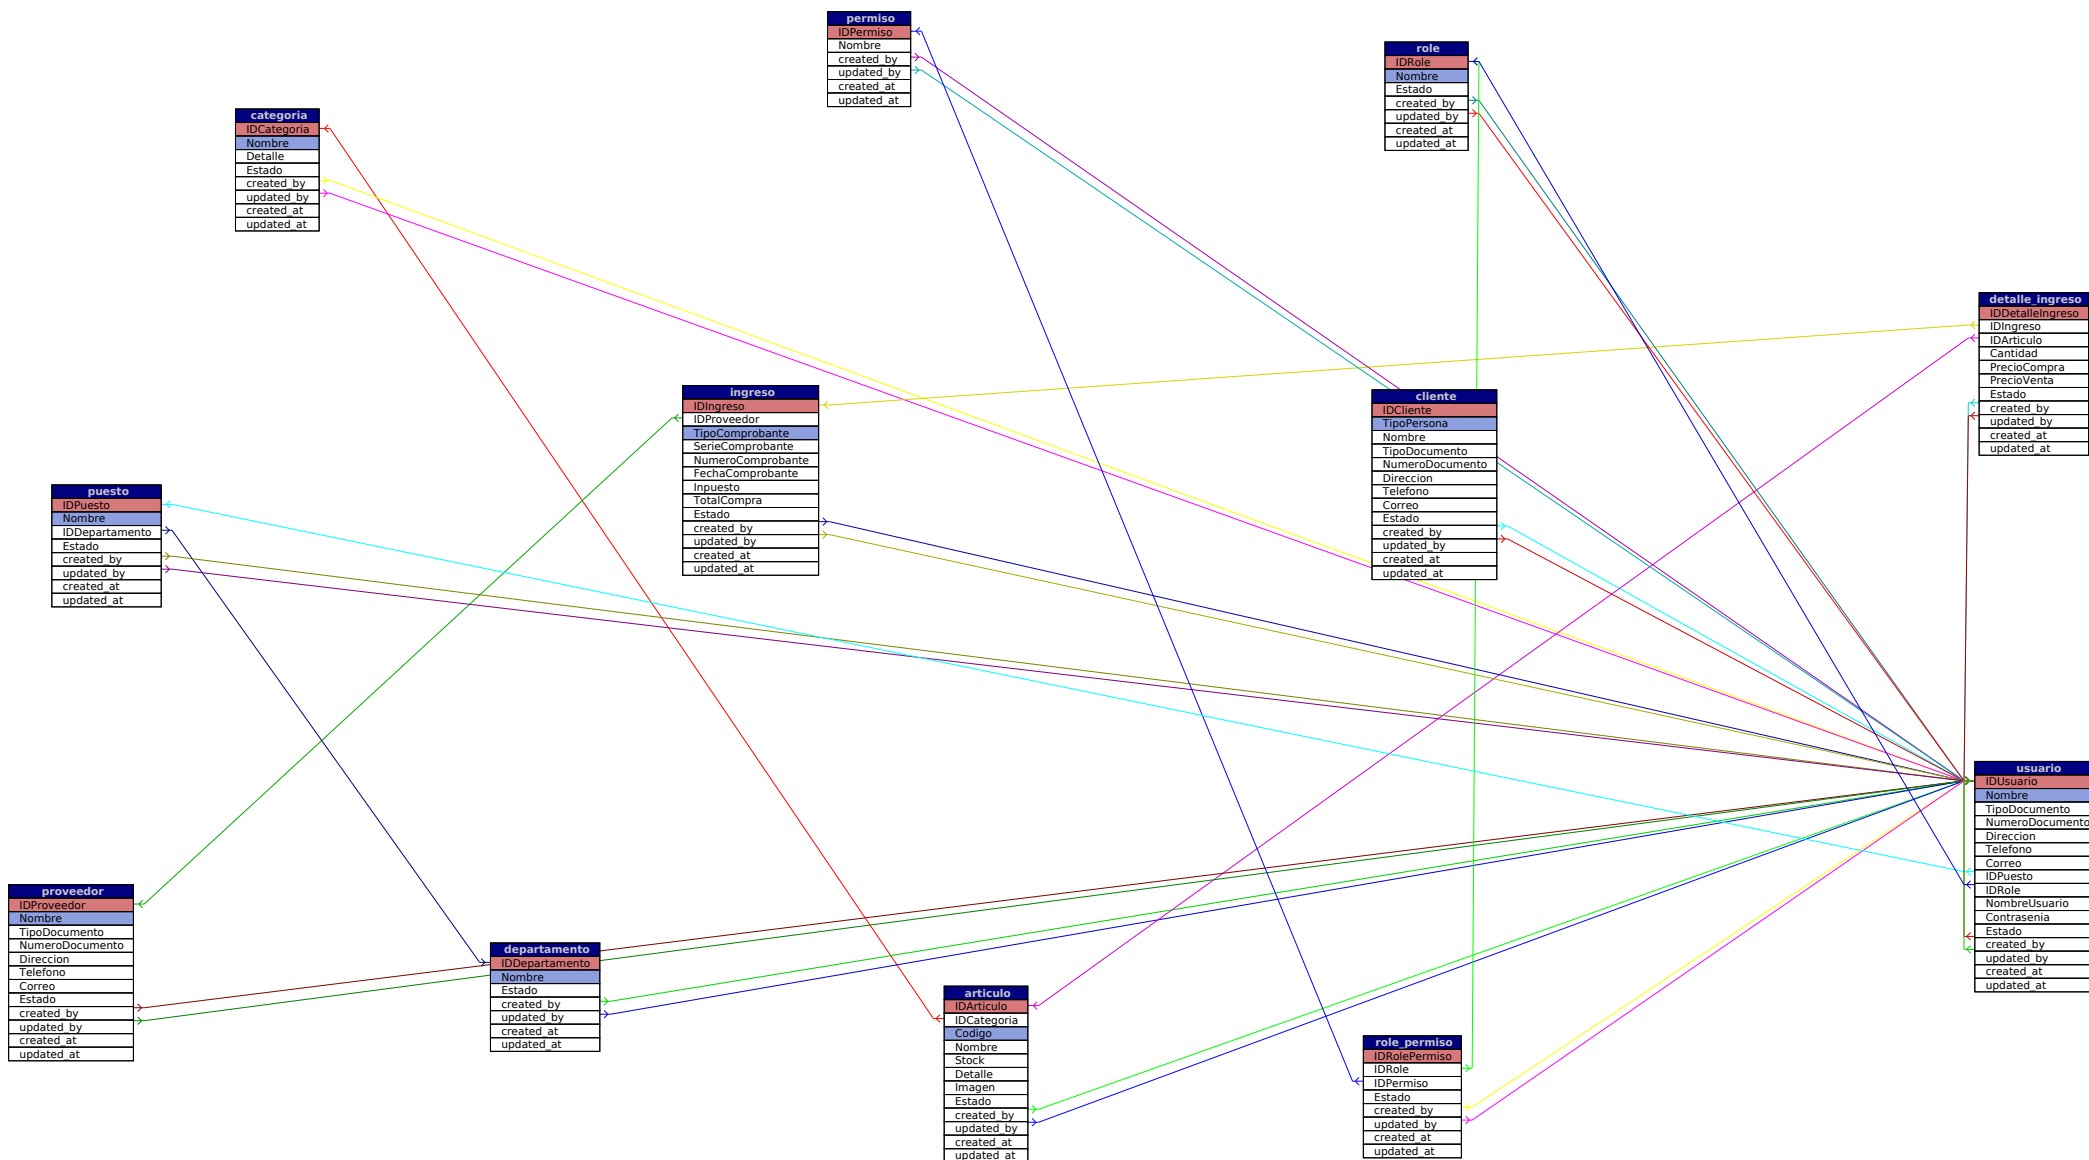 permiso
IDPermiso
Nombre
created_by
updated_by
created_at
updated_at
role
IDRole
Nombre
Estado
created_by
updated_by
created_at
updated_at
categoria
IDCategoria
Nombre
Detalle
Estado
created_by
updated_by
created_at
updated_at
detalle_ingreso
IDDetalleIngreso
IDIngreso
IDArticulo
Cantidad
PrecioCompra
PrecioVenta
Estado
created_by
updated_by
created_at
updated_at
ingreso
IDIngreso
IDProveedor
TipoComprobante
SerieComprobante
NumeroComprobante
FechaComprobante
Inpuesto
TotalCompra
Estado
created_by
updated_by
created_at
updated_at
cliente
IDCliente
TipoPersona
Nombre
TipoDocumento
NumeroDocumento
Direccion
Telefono
Correo
Estado
created_by
updated_by
created_at
updated_at
puesto
IDPuesto
Nombre
IDDepartamento
Estado
created_by
updated_by
created_at
updated_at
usuario
IDUsuario
Nombre
TipoDocumento
NumeroDocumento
Direccion
Telefono
Correo
IDPuesto
IDRole
NombreUsuario
Contrasenia
Estado
created_by
updated_by
created_at
updated_at
proveedor
IDProveedor
Nombre
TipoDocumento
NumeroDocumento
Direccion
Telefono
Correo
Estado
created_by
updated_by
created_at
updated_at
departamento
IDDepartamento
Nombre
Estado
created_by
updated_by
created_at
updated_at
articulo
IDArticulo
IDCategoria
Codigo
Nombre
Stock
Detalle
Imagen
Estado
created_by
updated_by
created_at
updated_at
role_permiso
IDRolePermiso
IDRole
IDPermiso
Estado
created_by
updated_by
created_at
updated_at